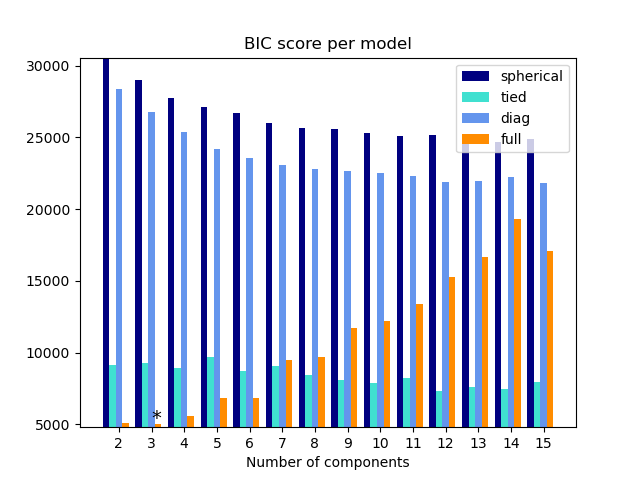 BIC score per model
30000
25000
20000
15000
10000
5000
spherical
tied
diag
full
*
2 3 4 5 6 7 8 9 10 11 12 13 14 15
Number of components